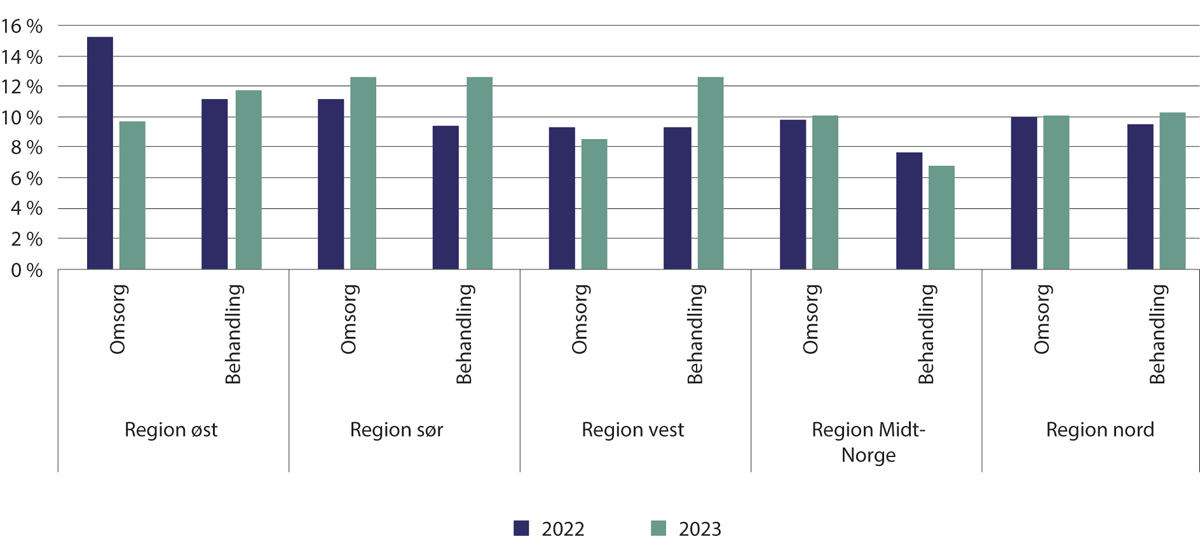 16 %
14 %
12 %
10 %
8 %
6 %
4 %
2 %
0 %
Omsorg
Behandling
Omsorg
Behandling
Omsorg
Behandling
Omsorg
Behandling
Omsorg
Behandling
Region øst
Region sør
Region vest
Region Midt-
Norge
Region nord
2022
2023